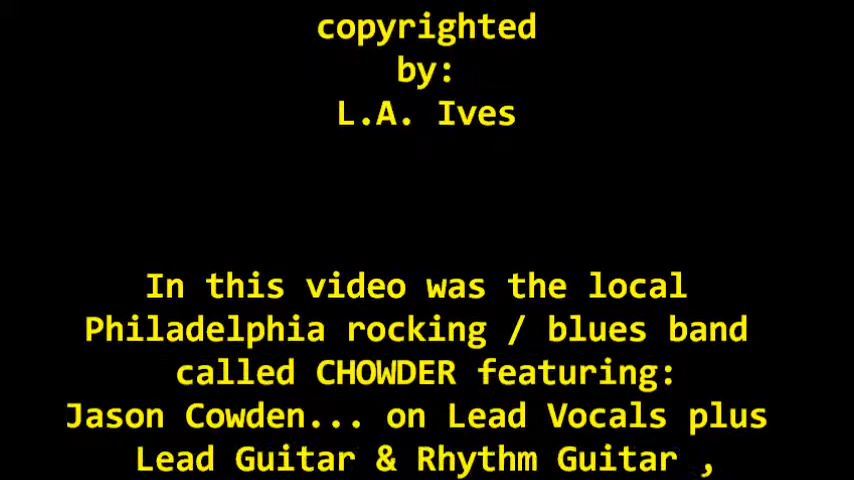 copyrighted
by:
L.A. Ives
In this video was the local
Philadelphia rocking / blues band
called CHOWDER featuring:
Jason Cowden... on Lead Vocals plus
Lead Guitar & Rhythm Guitar ,